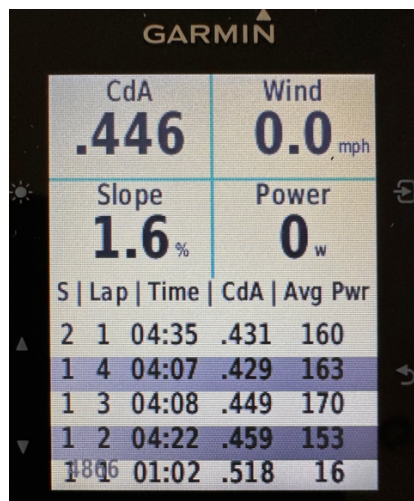 GARMIN
CdA Wind
.446 0.0 mph
Slope Power
1.6 % 0 w
S | Lap | Time | CdA | Avg Pwr
2 1 04:35 .431 160
1 4 04:07 .429 163
1 3 04:08 .449 170
1 2 04:22 .459 153
1 1 01:02 .518 16
4866